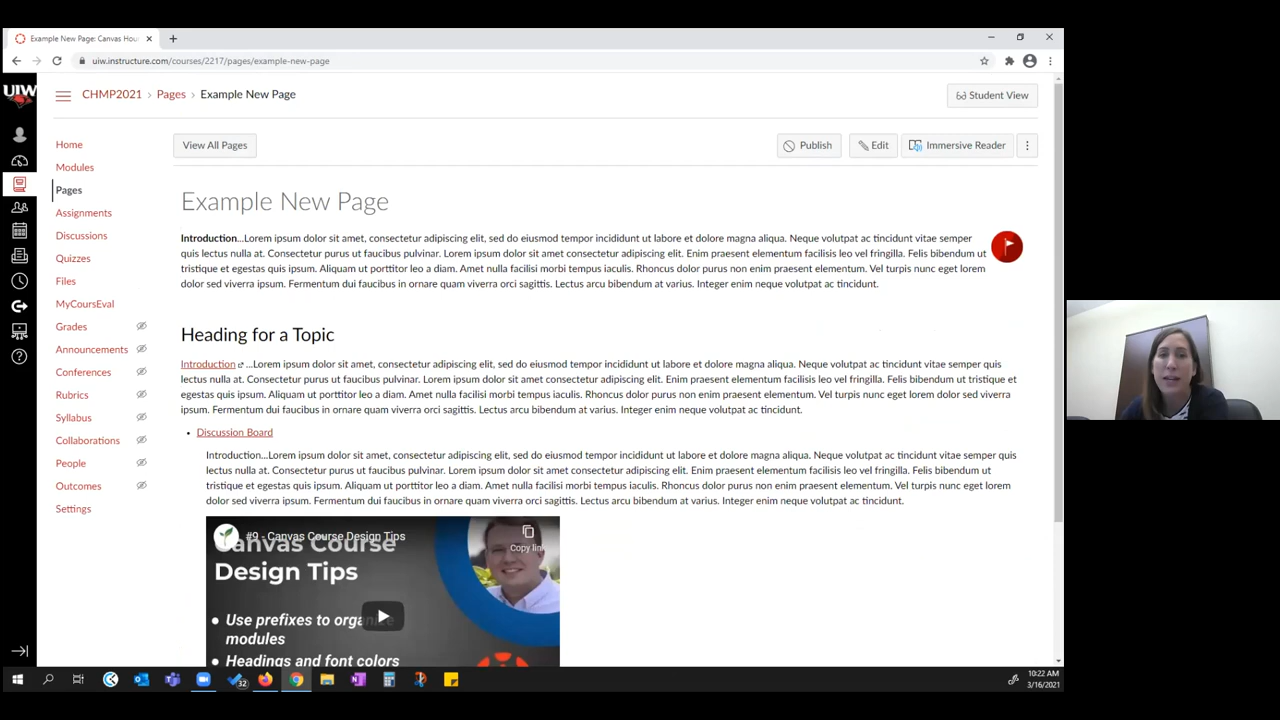 Example New Page: Canvas Hou
uiw.instructure.com/courses/2217/pages/example-new-page
UIW
CHMP2021 › Pages › Example New Page
Student View
Home
Modules
Pages
Assignments
Discussions
Quizzes
Files
MyCoursEval
Grades
Announcements
Conferences
Rubrics
Syllabus
Collaborations
People
Outcomes
Settings
View All Pages
Publish
Edit
Immersive Reader
Example New Page
Introduction...Lorem ipsum dolor sit amet, consectetur adipiscing elit, sed do eiusmod tempor incididunt ut labore et dolore magna aliqua. Neque volutpat ac tincidunt vitae semper
quis lectus nulla at. Consectetur purus ut faucibus pulvinar. Lorem ipsum dolor sit amet, consectetur adipiscing elit. Enim praesent elementum facilisis leo vel fringilla. Felis bibendum ut
tristique et egestas quis ipsum. Aliquam ut porttitor leo a diam. Amet nulla facilisi morbi tempus iaculis. Rhoncus dolor purus non enim praesent elementum. Vel turpis nunc eget lorem
dolor sed viverra ipsum. Fermentum dui faucibus in ornare quam viverra orci sagittis. Lectus arcu bibendum at varius. Integer enim neque volutpat ac tincidunt.
Heading for a Topic
Introduction ...Lorem ipsum dolor sit amet, consectetur adipiscing elit, sed do eiusmod tempor incididunt ut labore et dolore magna aliqua. Neque volutpat ac tincidunt vitae semper quis
lectus nulla at. Consectetur purus ut faucibus pulvinar. Lorem ipsum dolor sit amet, consectetur adipiscing elit. Enim praesent elementum facilisis leo vel fringilla. Felis bibendum ut tristique et
egestas quis ipsum. Aliquam ut porttitor leo a diam. Amet nulla facilisi morbi tempus iaculis. Rhoncus dolor purus non enim praesent elementum. Vel turpis nunc eget lorem dolor sed viverra
ipsum. Fermentum dui faucibus in ornare quam viverra orci sagittis. Lectus arcu bibendum at varius. Integer enim neque volutpat ac tincidunt.
• Discussion Board
Introduction...Lorem ipsum dolor sit amet, consectetur adipiscing elit, sed do eiusmod tempor incididunt ut labore et dolore magna aliqua. Neque volutpat ac tincidunt vitae semper quis
lectus nulla at. Consectetur purus ut faucibus pulvinar. Lorem ipsum dolor sit amet, consectetur adipiscing elit. Enim praesent elementum facilisis leo vel fringilla. Felis bibendum ut
tristique et egestas quis ipsum. Aliquam ut porttitor leo a diam. Amet nulla facilisi morbi tempus iaculis. Rhoncus dolor purus non enim praesent elementum. Vel turpis nunc eget lorem
dolor sed viverra ipsum. Fermentum dui faucibus in ornare quam viverra orci sagittis. Lectus arcu bibendum at varius. Integer enim neque volutpat ac tincidunt.
#9 - Canvas Course Design Tips
Copy link
Canvas Course
Design Tips
• Use prefixes to organize
modules
• Headings and font colors
32
10:22 AM
3/16/2021